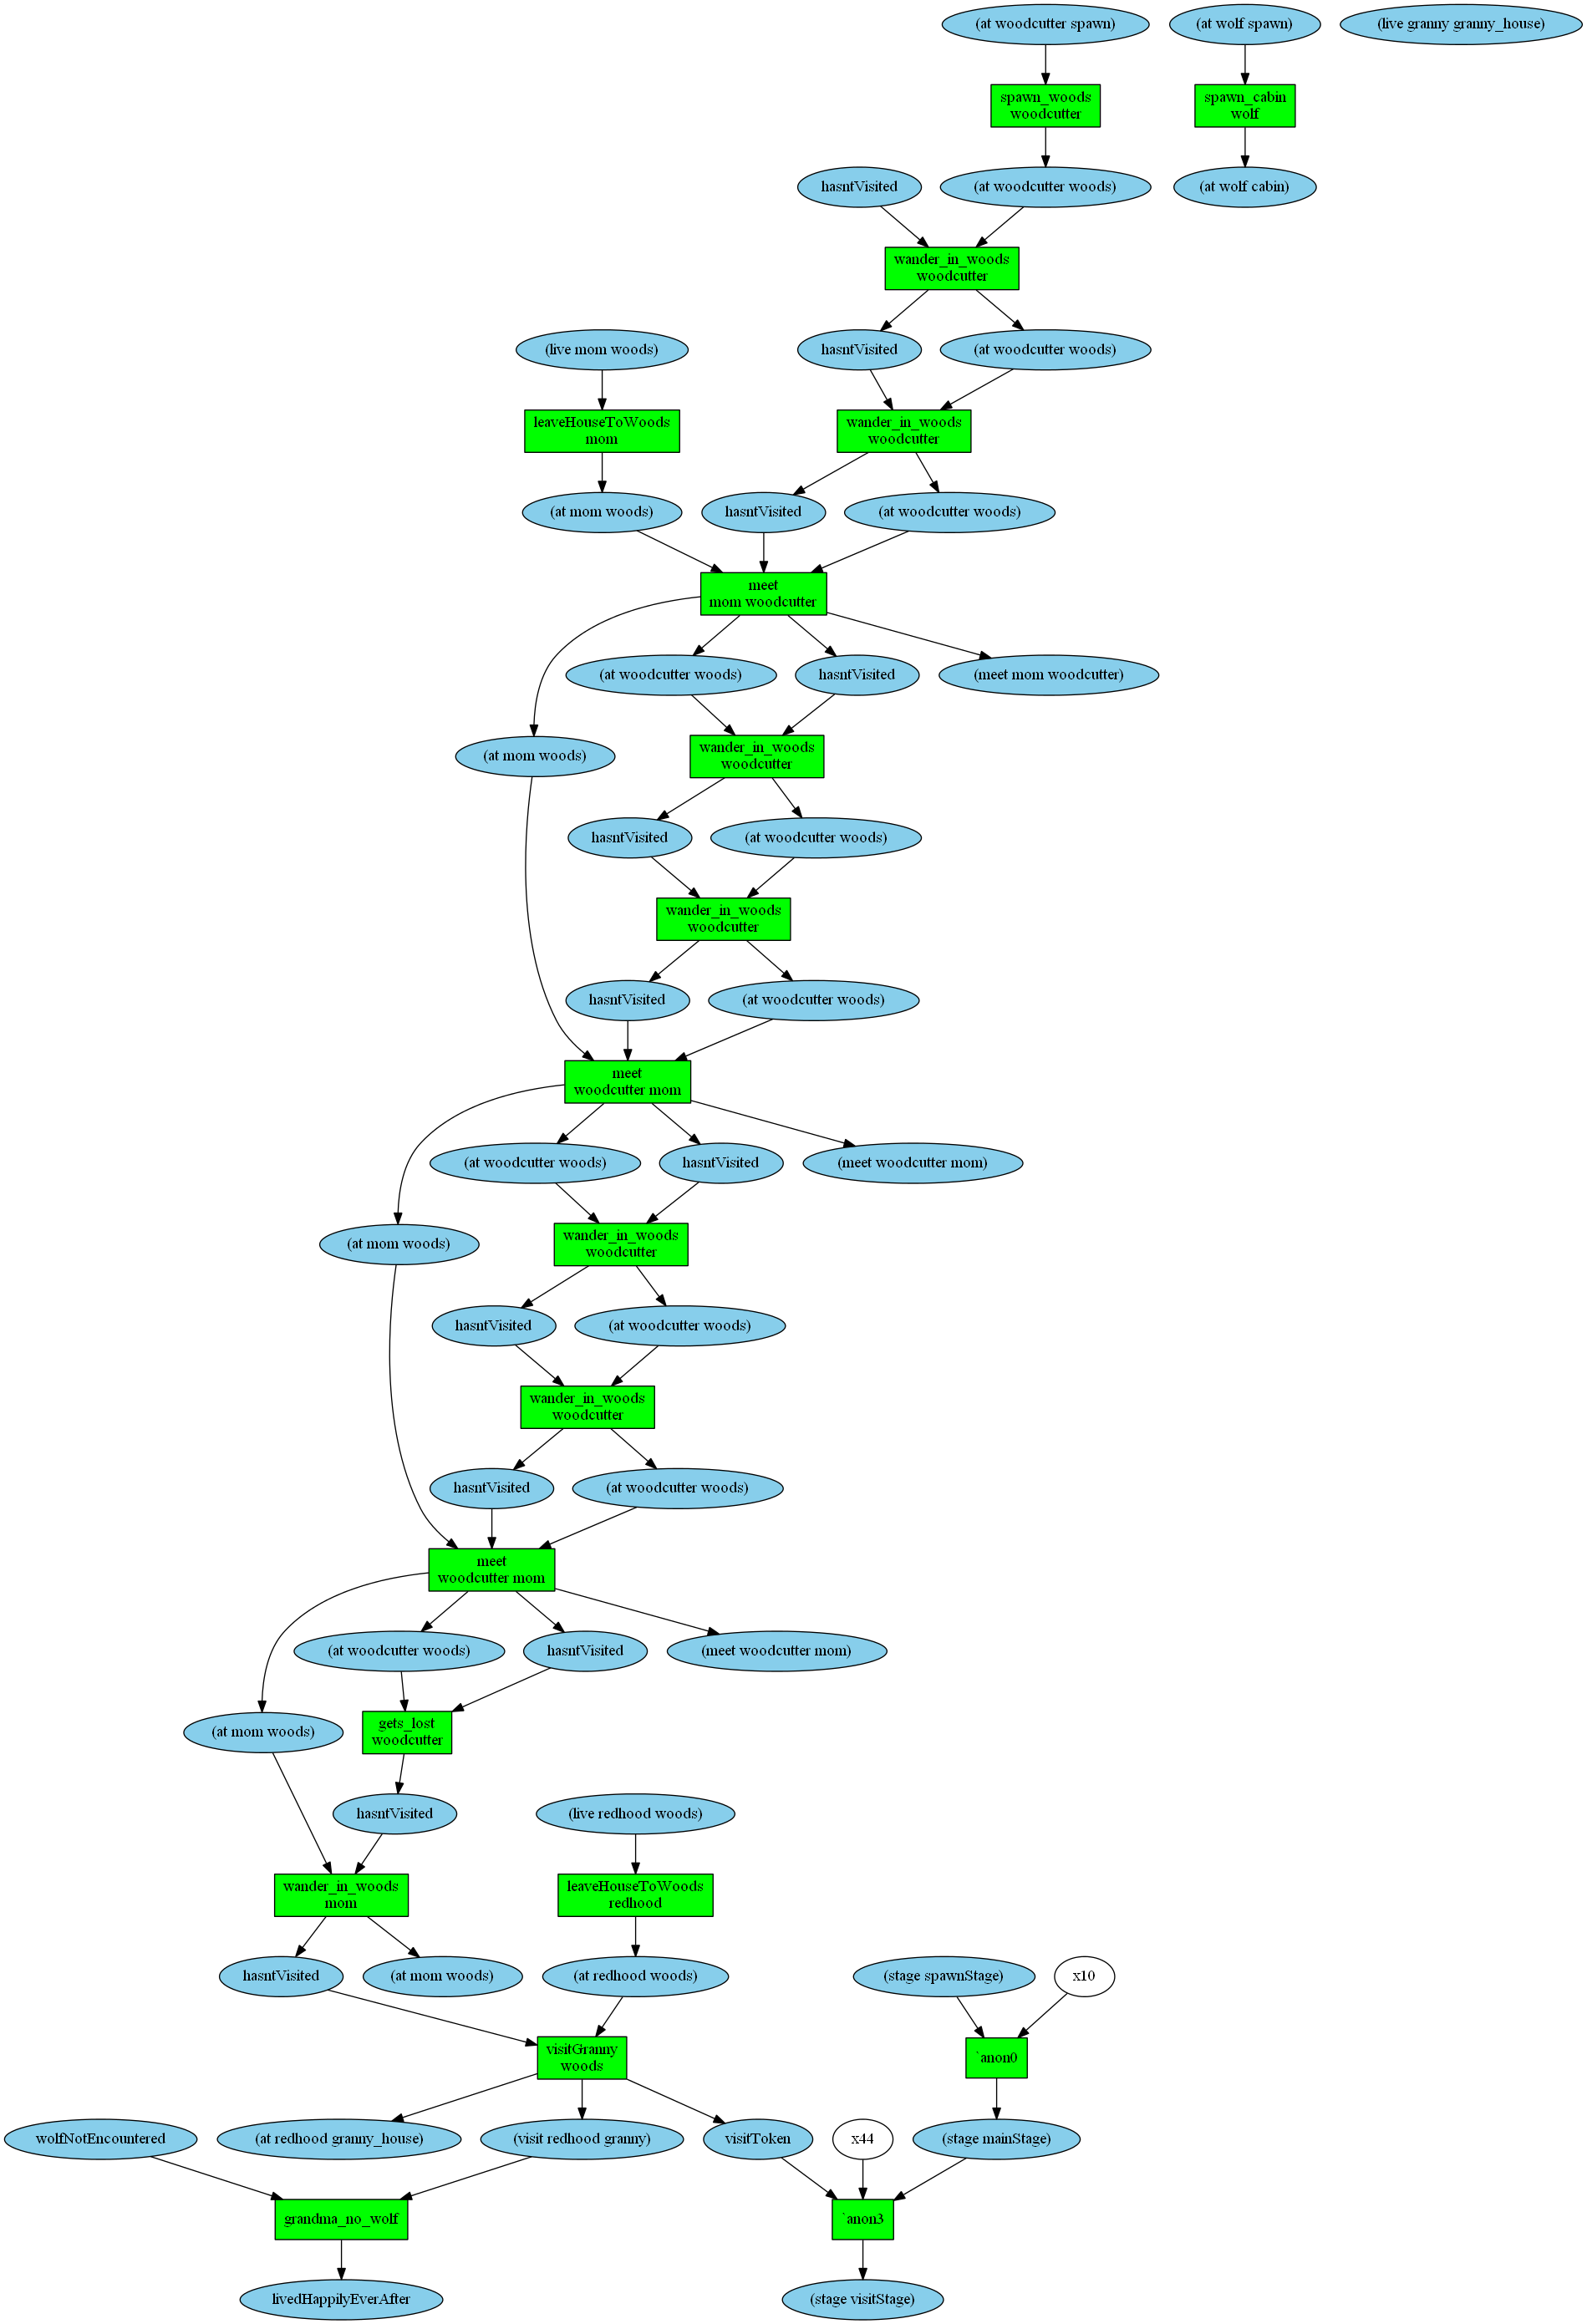 (at woodcutter spawn)
(at wolf spawn)
(live granny granny_house)
spawn_woods
woodcutter
spawn_cabin
wolf
hasntVisited
(at woodcutter woods)
(at wolf cabin)
wander_in_woods
woodcutter
(live mom woods)
hasntVisited
(at woodcutter woods)
leaveHouseToWoods
mom
wander_in_woods
woodcutter
(at mom woods)
hasntVisited
(at woodcutter woods)
meet
mom woodcutter
(at woodcutter woods)
hasntVisited
(meet mom woodcutter)
(at mom woods)
wander_in_woods
woodcutter
hasntVisited
(at woodcutter woods)
wander_in_woods
woodcutter
hasntVisited
(at woodcutter woods)
meet
woodcutter mom
(at woodcutter woods)
hasntVisited
(meet woodcutter mom)
(at mom woods)
wander_in_woods
woodcutter
hasntVisited
(at woodcutter woods)
wander_in_woods
woodcutter
hasntVisited
(at woodcutter woods)
meet
woodcutter mom
(at woodcutter woods)
hasntVisited
(meet woodcutter mom)
(at mom woods)
gets_lost
woodcutter
hasntVisited
(live redhood woods)
wander_in_woods
mom
leaveHouseToWoods
redhood
hasntVisited
(at mom woods)
(at redhood woods)
(stage spawnStage)
x10
visitGranny
woods
`anon0
wolfNotEncountered
(at redhood granny_house)
(visit redhood granny)
visitToken
x44
(stage mainStage)
grandma_no_wolf
`anon3
livedHappilyEverAfter
(stage visitStage)